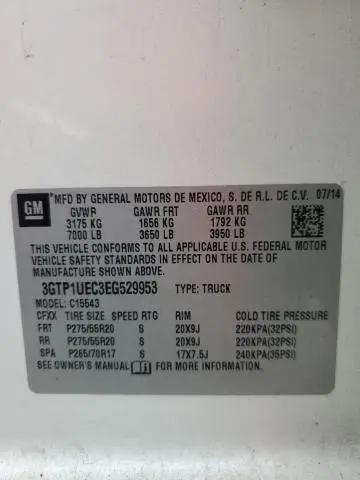 GM MFD BY GENERAL MOTORS DE MEXICO, S. DE R.L. DE C.V. 07/14
GVWR GAWR FRT GAWR RR
3175 KG 1656 KG 1792 KG
7000 LB 3650 LB 3950 LB
THIS VEHICLE CONFORMS TO ALL APPLICABLE U.S. FEDERAL MOTOR
VEHICLE SAFETY, BUMPER, AND THEFT PREVENTION STANDARDS IN
EFFECT ON THE DATE OF MANUFACTURE SHOWN ABOVE.
3GTP1UEC3EG529953 TYPE: TRUCK
MODEL: C15543
CFXX TIRE SIZE SPEED RTG RIM COLD TIRE PRESSURE
FRT P275/55R20 S 20X9J 220KPA(32PSI)
RR P275/55R20 S 20X9J 220KPA(32PSI)
SPA P265/70R17 S 17X7.5J 240KPA(35PSI)
SEE OWNER'S MANUAL FOR MORE INFORMATION.